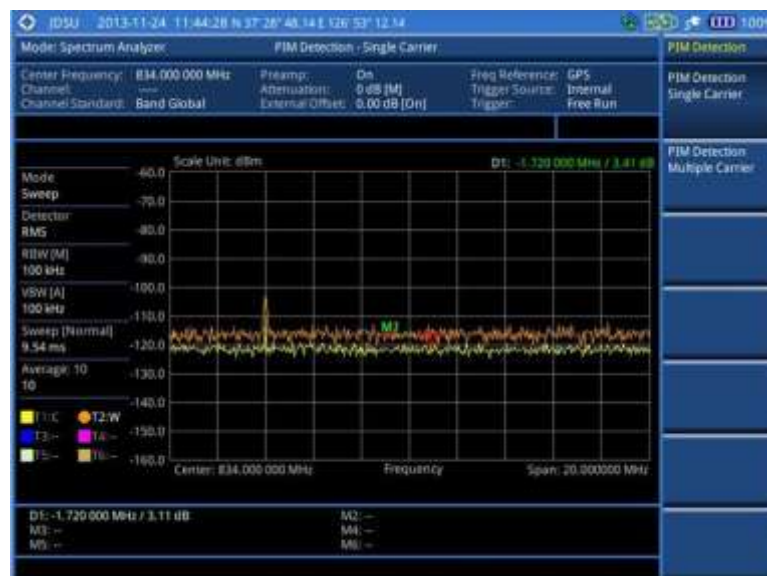 JDSU 2013-11-24 11:44:28 N 37° 28' 48.14 E 126° 53' 12.14 100%
Mode: Spectrum Analyzer PIM Detection - Single Carrier PIM Detection
Center Frequency: 834.000 000 MHz Preamp: On Freq Reference: GPS
Channel: ---- Attenuation: 0 dB [M] Trigger Source: Internal
Channel Standard: Band Global External Offset: 0.00 dB [On] Trigger: Free Run
PIM Detection
Single Carrier
PIM Detection
Multiple Carrier
Scale Unit: dBm D1: -1.720 000 MHz / 3.41 dB
Mode
Sweep
Detector
RMS
RBW [M]
100 kHz
VBW [A]
100 kHz
Sweep [Normal]
9.54 ms
Average: 10
10
T1:C T2:W
T3:-- T4:--
T5:-- T6:--
-60.0
-70.0
-80.0
-90.0
-100.0
-110.0
-120.0
-130.0
-140.0
-150.0
-160.0
M1
Center: 834.000 000 MHz Frequency Span: 20.000000 MHz
D1: -1.720 000 MHz / 3.11 dB M2: --
M3: -- M4: --
M5: -- M6: --